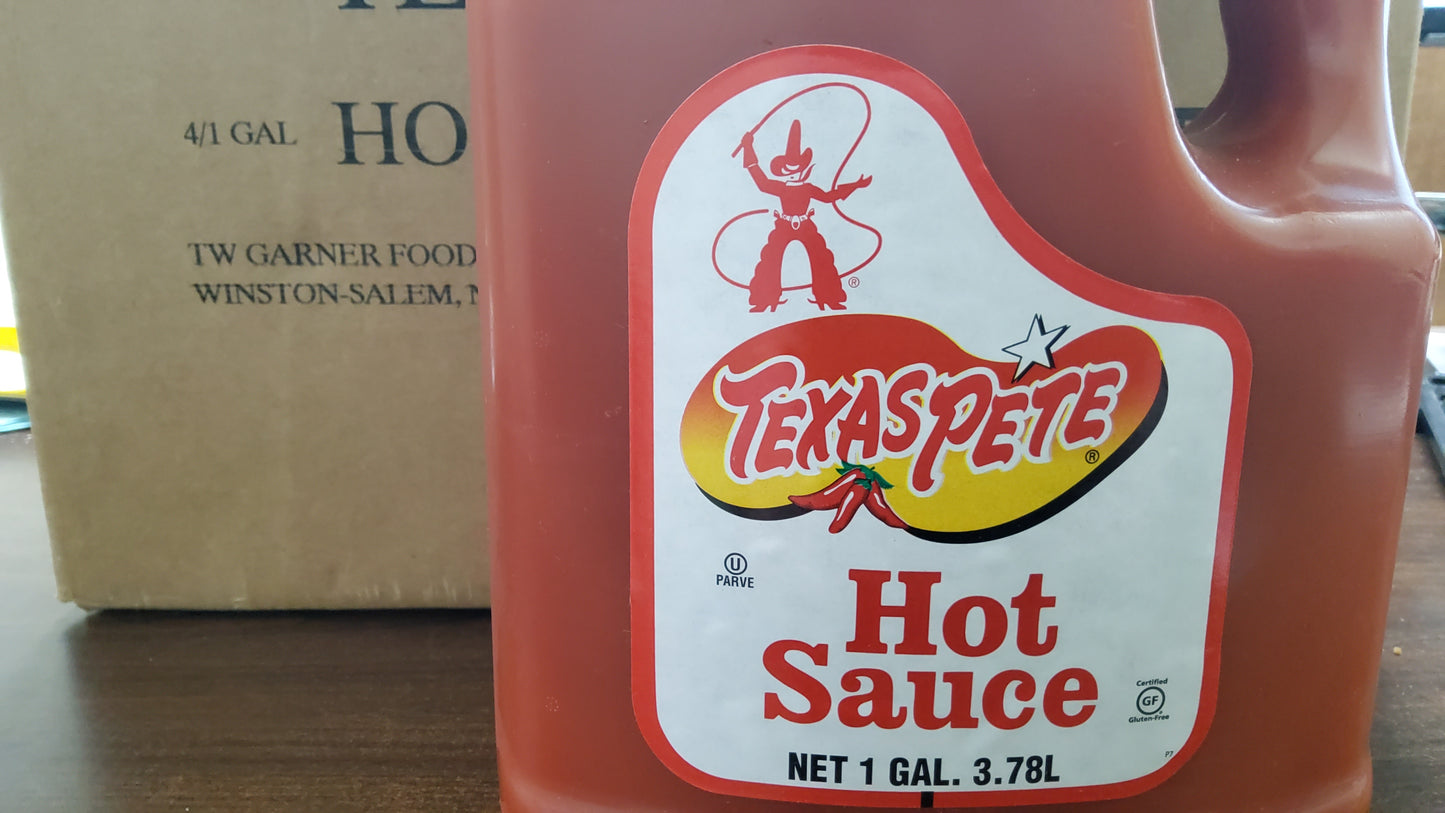 4/1 GAL HO
TW GARNER FOOD
WINSTON-SALEM,
®
TEXAS PETE
®
U
PARVE
Hot
Sauce
Certified
GF
Gluten-Free
NET 1 GAL. 3.78L
P7